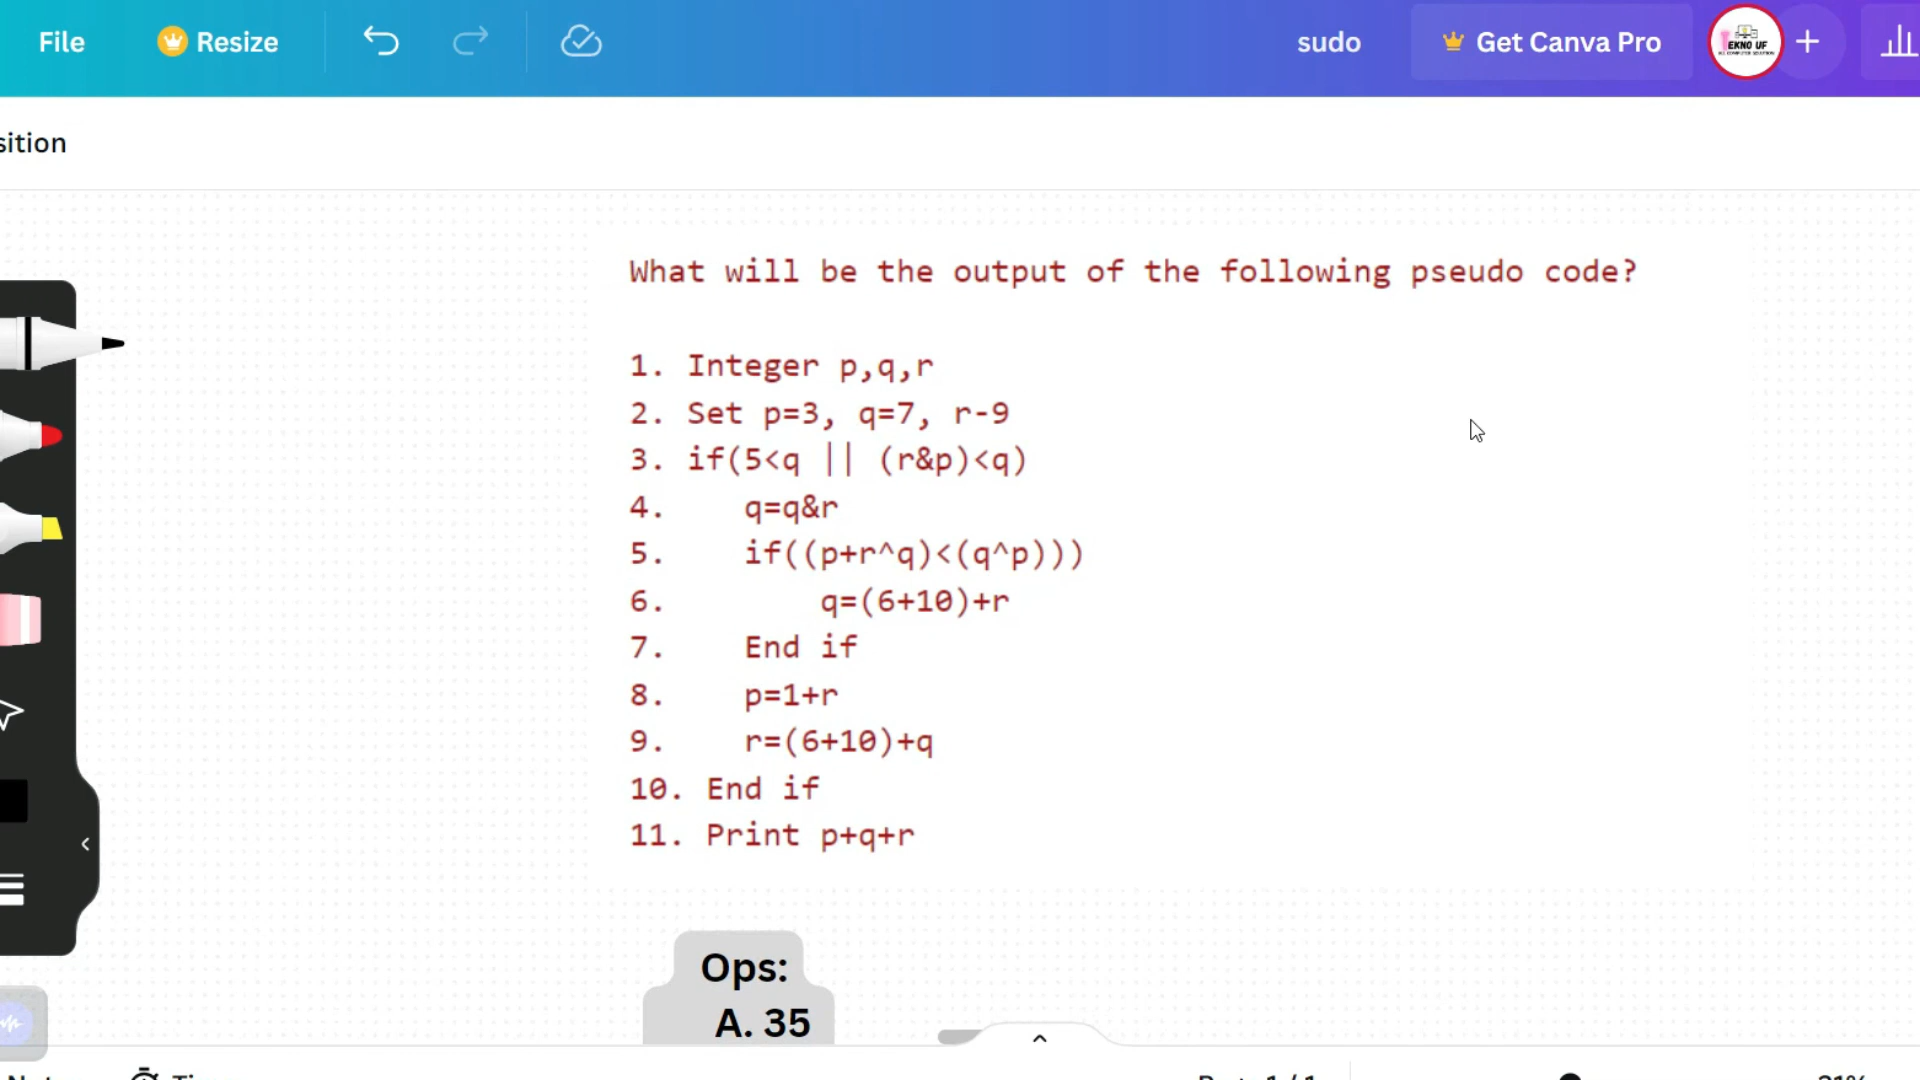 File
Resize
sudo
Get Canva Pro
EKNO UF
sition
What will be the output of the following pseudo code?
1. Integer p,q,r
2. Set p=3, q=7, r-9
3. if(5<q || (r&p)<q)
4. q=q&r
5. if((p+r^q)<(q^p)))
6. q=(6+10)+r
7. End if
8. p=1+r
9. r=(6+10)+q
10. End if
11. Print p+q+r
Ops:
A. 35